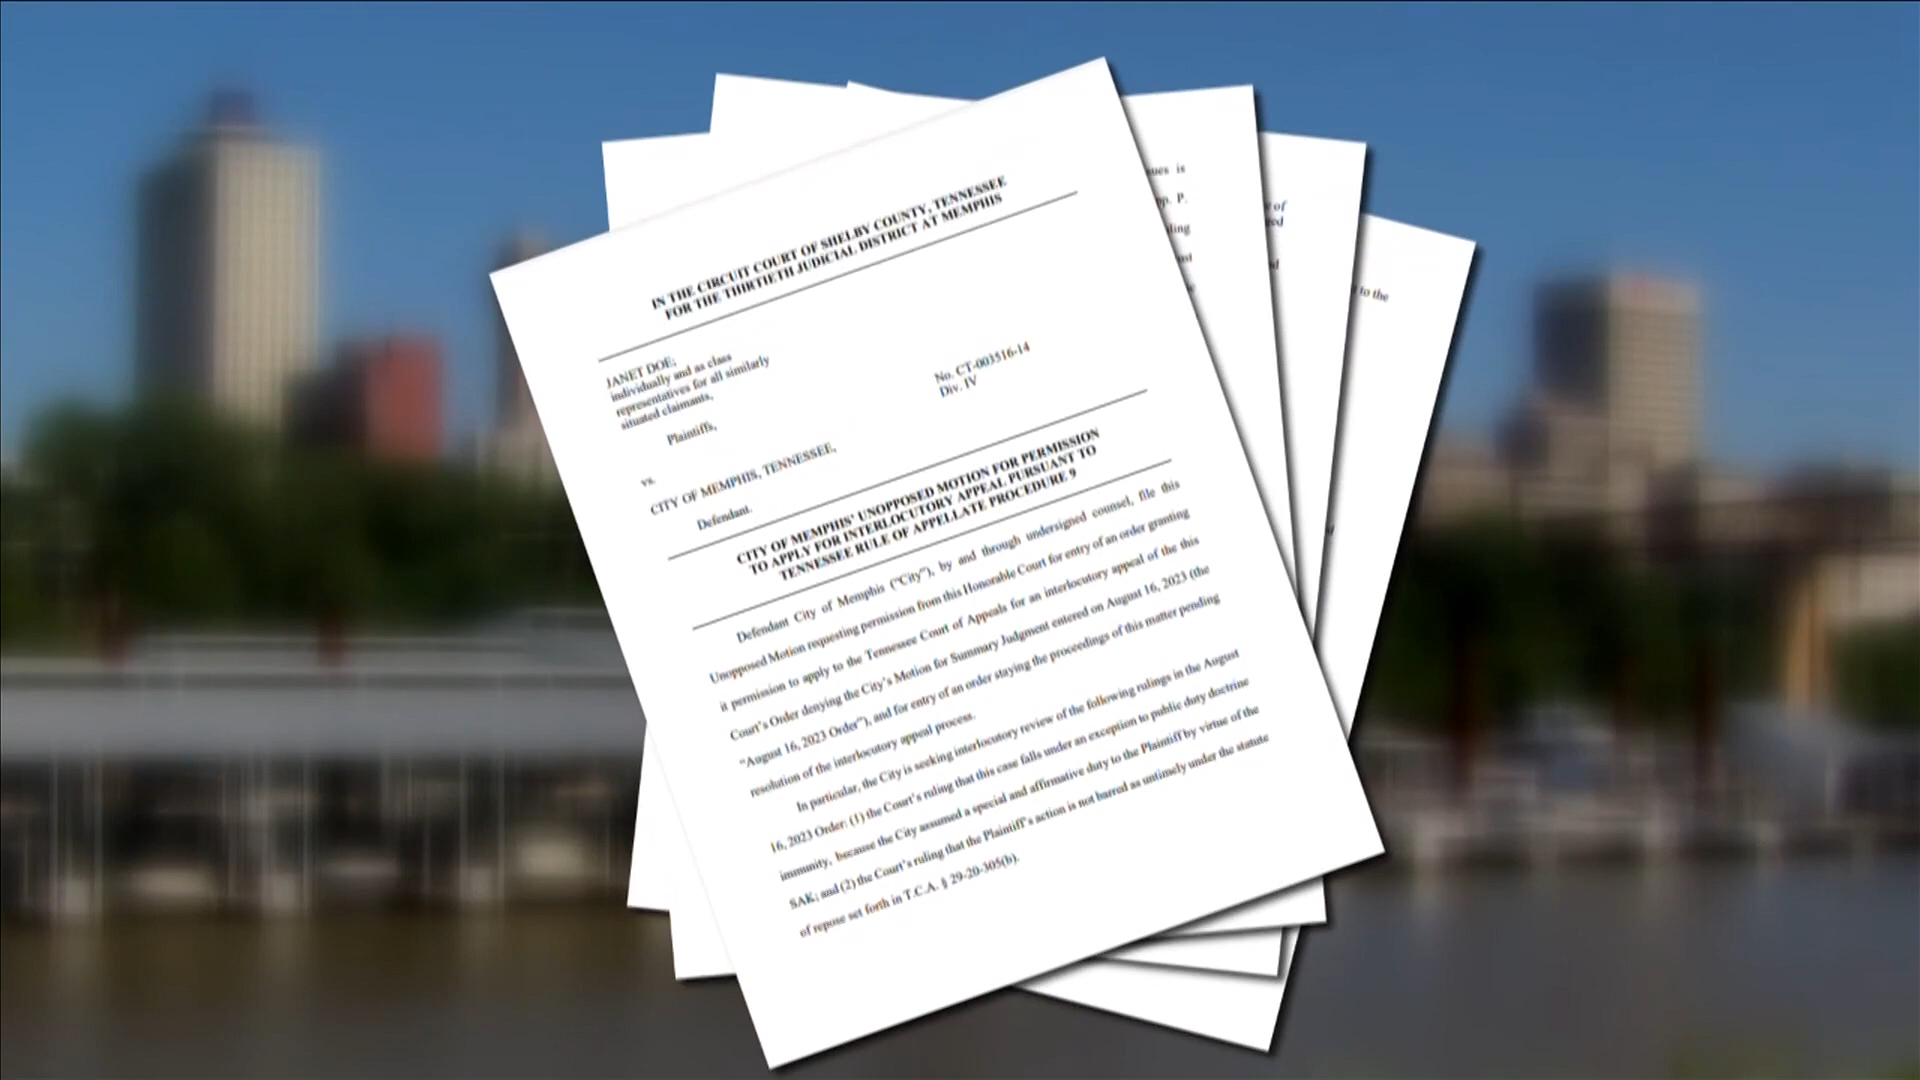 IN THE CIRCUIT COURT OF SHELBY COUNTY, TENNESSEE
FOR THE THIRTIETH JUDICIAL DISTRICT AT MEMPHIS
JANET DOE;
individually and as class
representatives for all similarly
situated claimants,
Plaintiffs,
No. CT-003516-14
Div. IV
vs.
CITY OF MEMPHIS, TENNESSEE,
Defendant.
CITY OF MEMPHIS' UNOPPOSED MOTION FOR PERMISSION
TO APPLY FOR INTERLOCUTORY APPEAL PURSUANT TO
TENNESSEE RULE OF APPELLATE PROCEDURE 9
Defendant City of Memphis ("City"), by and through undersigned counsel, file this
Unopposed Motion requesting permission from this Honorable Court for entry of an order granting
it permission to apply to the Tennessee Court of Appeals for an interlocutory appeal of the this
Court's Order denying the City's Motion for Summary Judgment entered on August 16, 2023 (the
"August 16, 2023 Order"), and for entry of an order staying the proceedings of this matter pending
resolution of the interlocutory appeal process.
In particular, the City is seeking interlocutory review of the following rulings in the August
16, 2023 Order: (1) the Court's ruling that this case falls under an exception to public duty doctrine
immunity, because the City assumed a special and affirmative duty to the Plaintiff by virtue of the
SAK; and (2) the Court's ruling that the Plaintiff's action is not barred as untimely under the statute
of repose set forth in T.C.A. § 29-20-305(b).
is
P.
of
to the